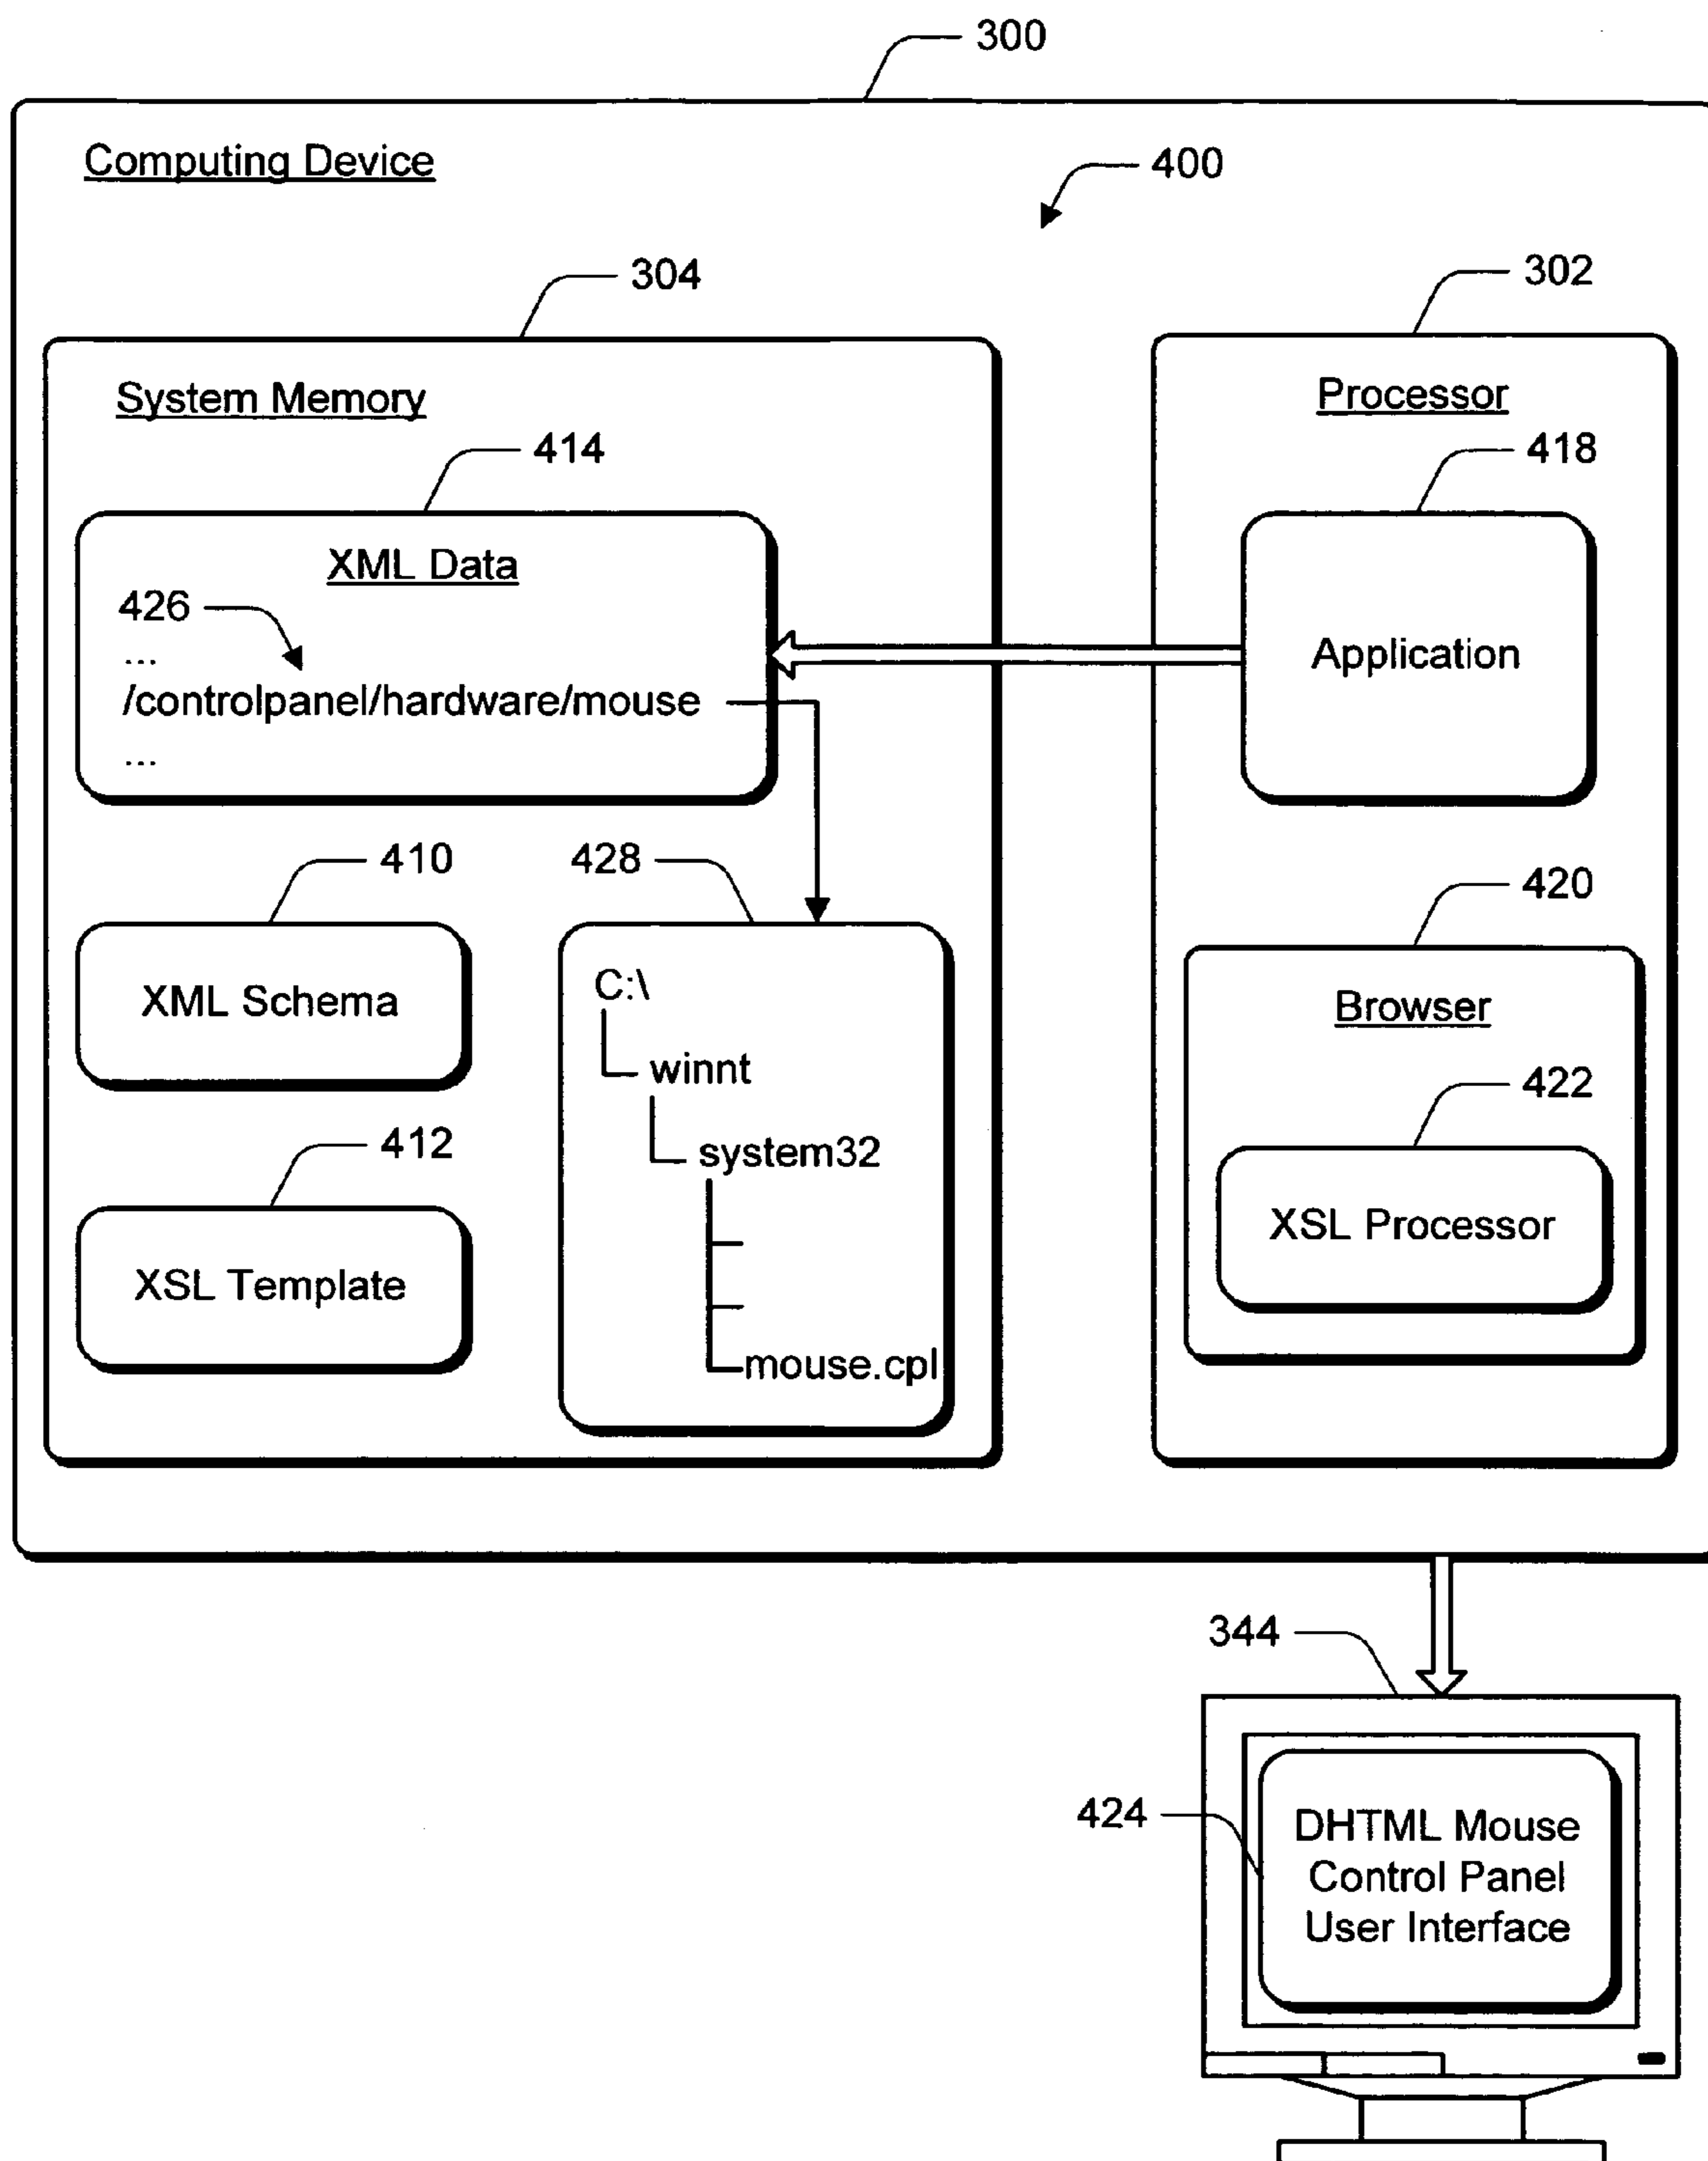 300
Computing Device
400
304
302
System Memory
Processor
414
418
XML Data
426
...
/controlpanel/hardware/mouse
...
Application
410
428
420
XML Schema
C:\
winnt
system32
mouse.cpl
Browser
422
412
XSL Processor
XSL Template
344
424
DHTML Mouse
Control Panel
User Interface